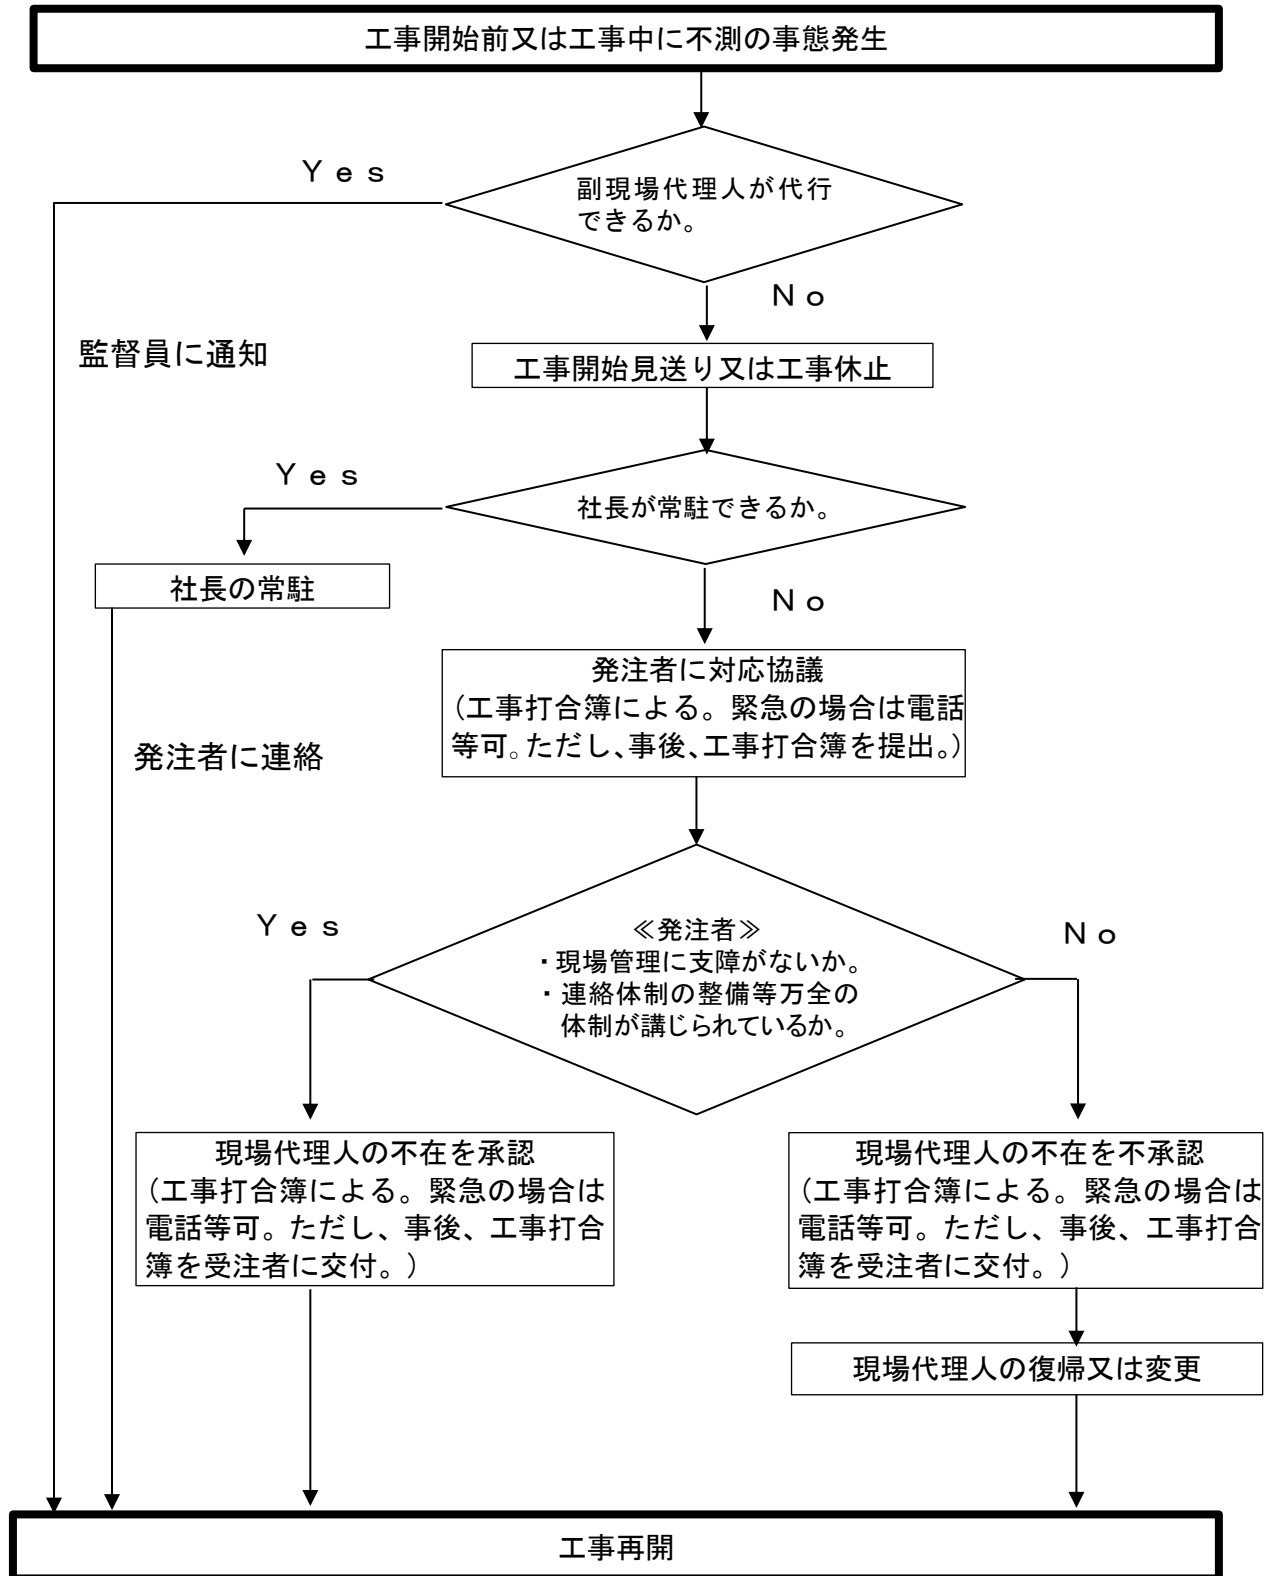 工事開始前又は工事中に不測の事態発生
Ｙｅｓ
副現場代理人が代行
できるか。
Ｎｏ
監督員に通知
工事開始見送り又は工事休止
Ｙｅｓ
社長が常駐できるか。
社長の常駐
Ｎｏ
発注者に対応協議
（工事打合簿による。緊急の場合は電話
等可。ただし、事後、工事打合簿を提出。）
発注者に連絡
Ｙｅｓ
≪発注者≫
・現場管理に支障がないか。
・連絡体制の整備等万全の
体制が講じられているか。
Ｎｏ
現場代理人の不在を承認
（工事打合簿による。緊急の場合は
電話等可。ただし、事後、工事打合
簿を受注者に交付。）
現場代理人の不在を不承認
（工事打合簿による。緊急の場合は
電話等可。ただし、事後、工事打合
簿を受注者に交付。）
現場代理人の復帰又は変更
工事再開